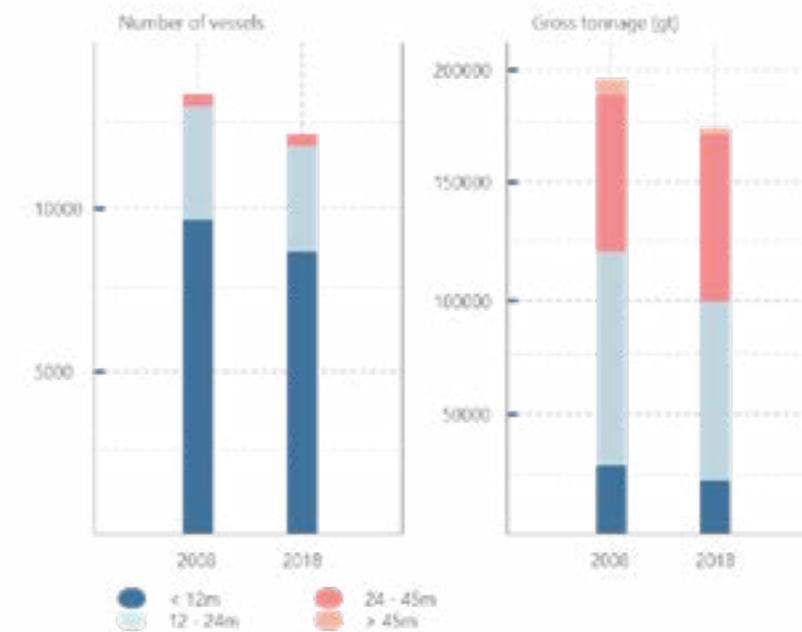 Number of vessels
10000
5000
2008
2018
Gross tonnage (gt)
200000
150000
100000
50000
2008
2018
< 12m
12 - 24m
24 - 45m
> 45m